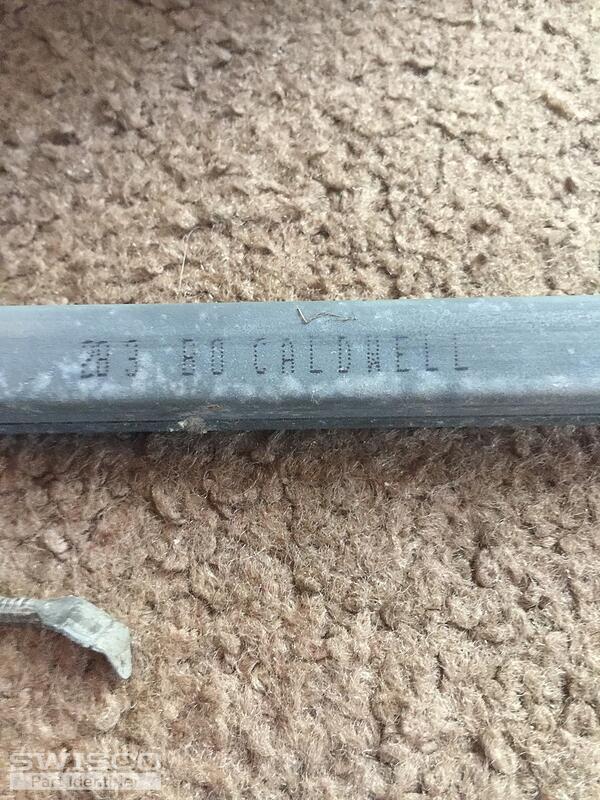 283 BO CALDWELL
SWISCO
Part Identifier